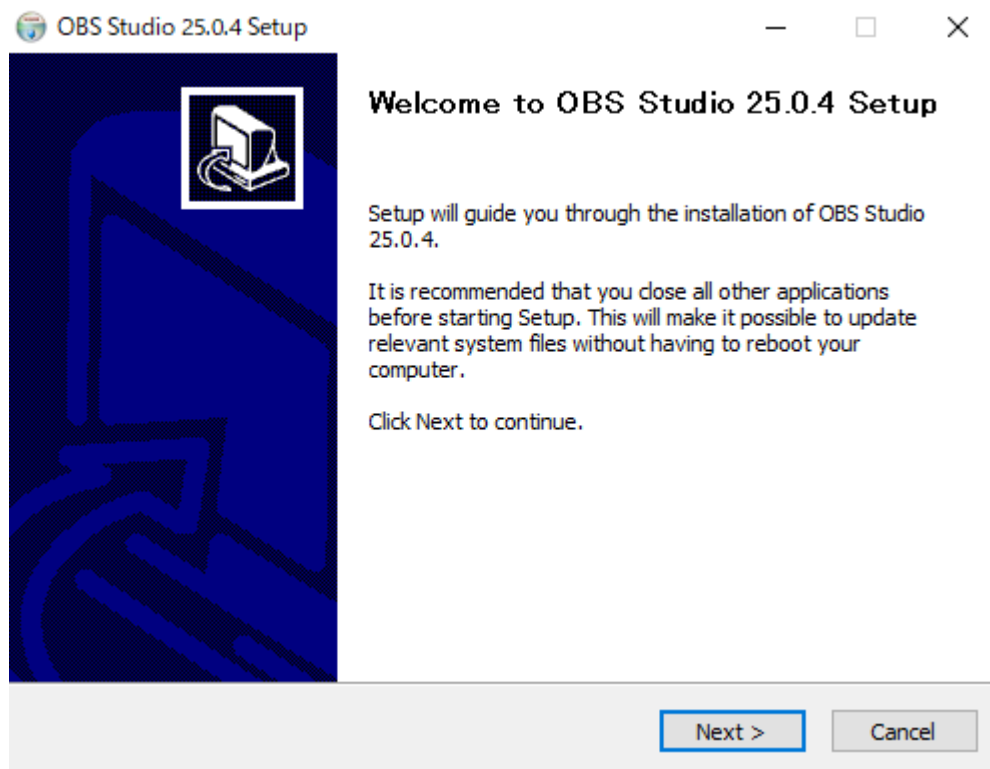 OBS Studio 25.0.4 Setup
Welcome to OBS Studio 25.0.4 Setup
Setup will guide you through the installation of OBS Studio
25.0.4.
It is recommended that you close all other applications
before starting Setup. This will make it possible to update
relevant system files without having to reboot your
computer.
Click Next to continue.
Next >
Cancel